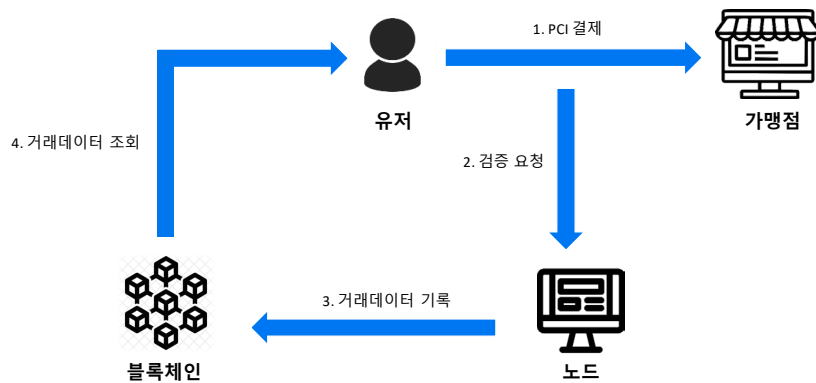 1. PCI 결제
유저
가맹점
4. 거래데이터 조회
2. 검증 요청
3. 거래데이터 기록
블록체인
노드